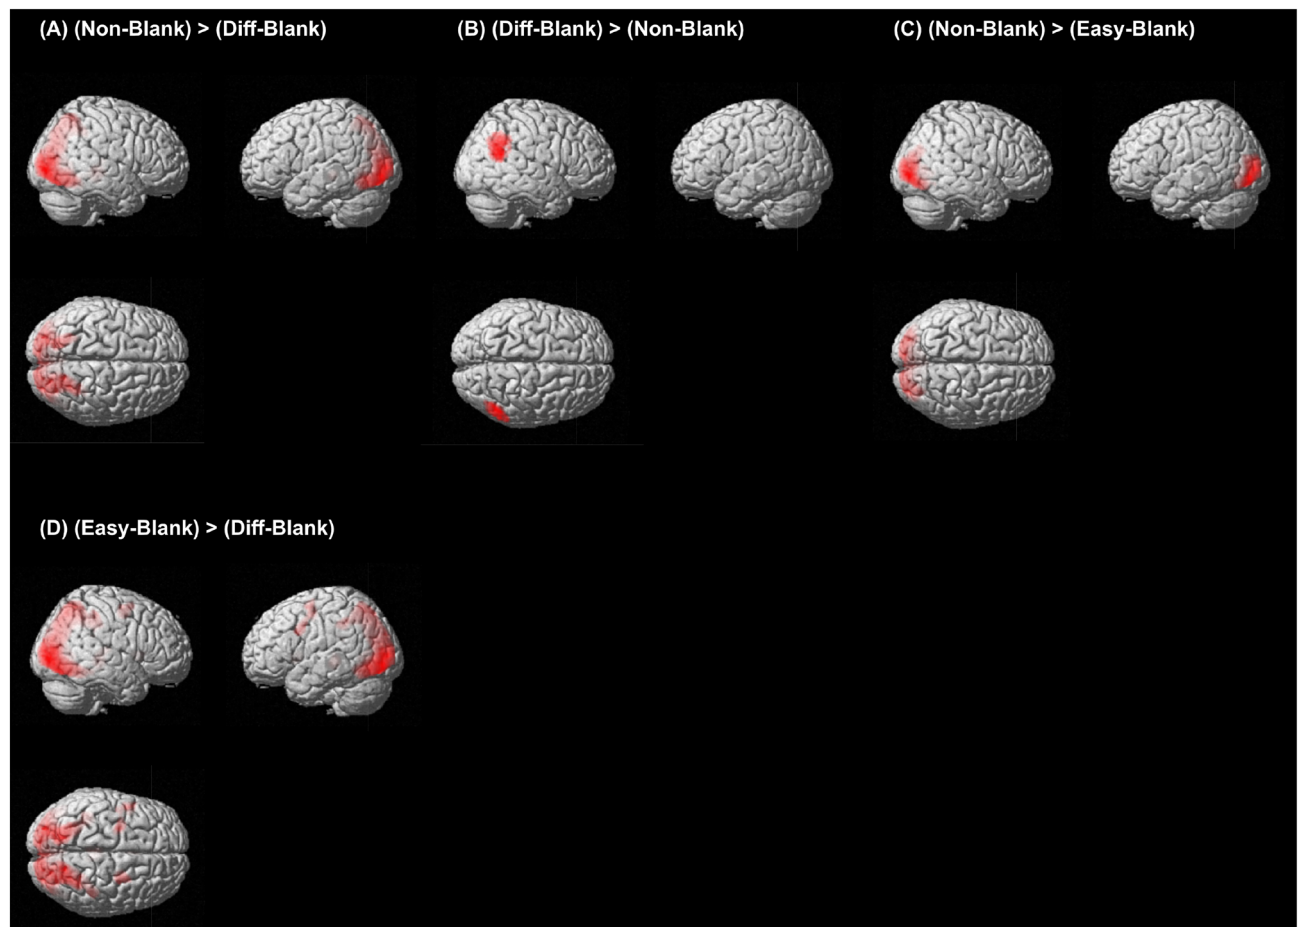 (A) (Non-Blank) > (Diff-Blank)
(B) (Diff-Blank) > (Non-Blank)
(C) (Non-Blank) > (Easy-Blank)
(D) (Easy-Blank) > (Diff-Blank)